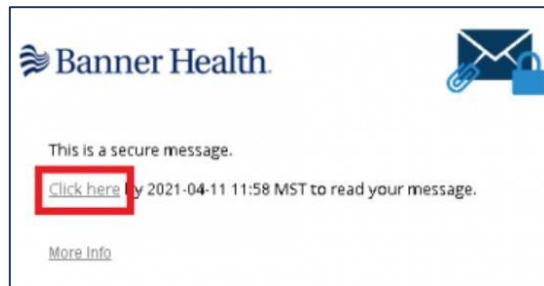 Banner Health.
This is a secure message.
Click here by 2021-04-11 11:58 MST to read your message.
More Info